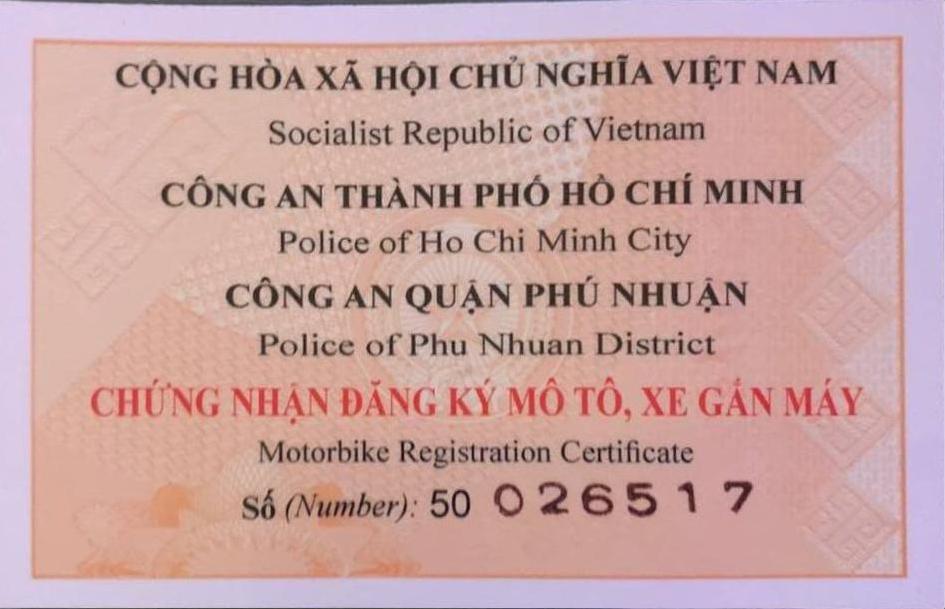 CỘNG HÒA XÃ HỘI CHỦ NGHĨA VIỆT NAM
Socialist Republic of Vietnam
CÔNG AN THÀNH PHỐ HỒ CHÍ MINH
Police of Ho Chi Minh City
CÔNG AN QUẬN PHÚ NHUẬN
Police of Phu Nhuan District
CHỨNG NHẬN ĐĂNG KÝ MÔ TÔ, XE GẮN MÁY
Motorbike Registration Certificate
Số (Number): 50 026517